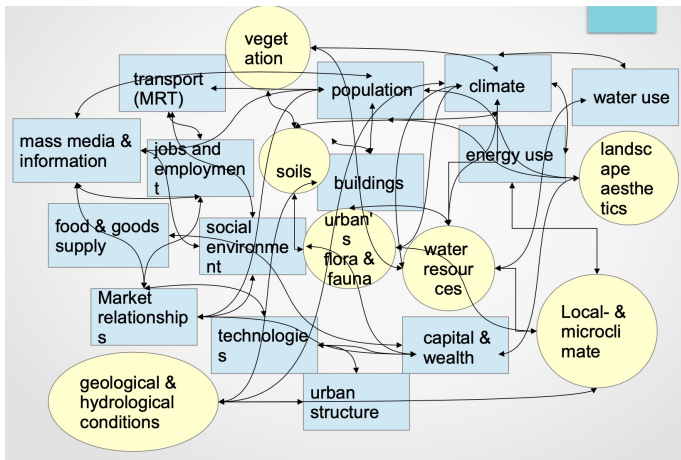 veget
ation
transport
(MRT)
population
climate
water use
mass media &
information
jobs and
employmen
t
soils
buildings
energy use
landsc
ape
aesthe
tics
food & goods
supply
social
environme
nt
urban's
flora &
fauna
water
resour
ces
Market
relationship
s
technologie
s
capital &
wealth
Local- &
microcli
mate
geological &
hydrological
conditions
urban
structure